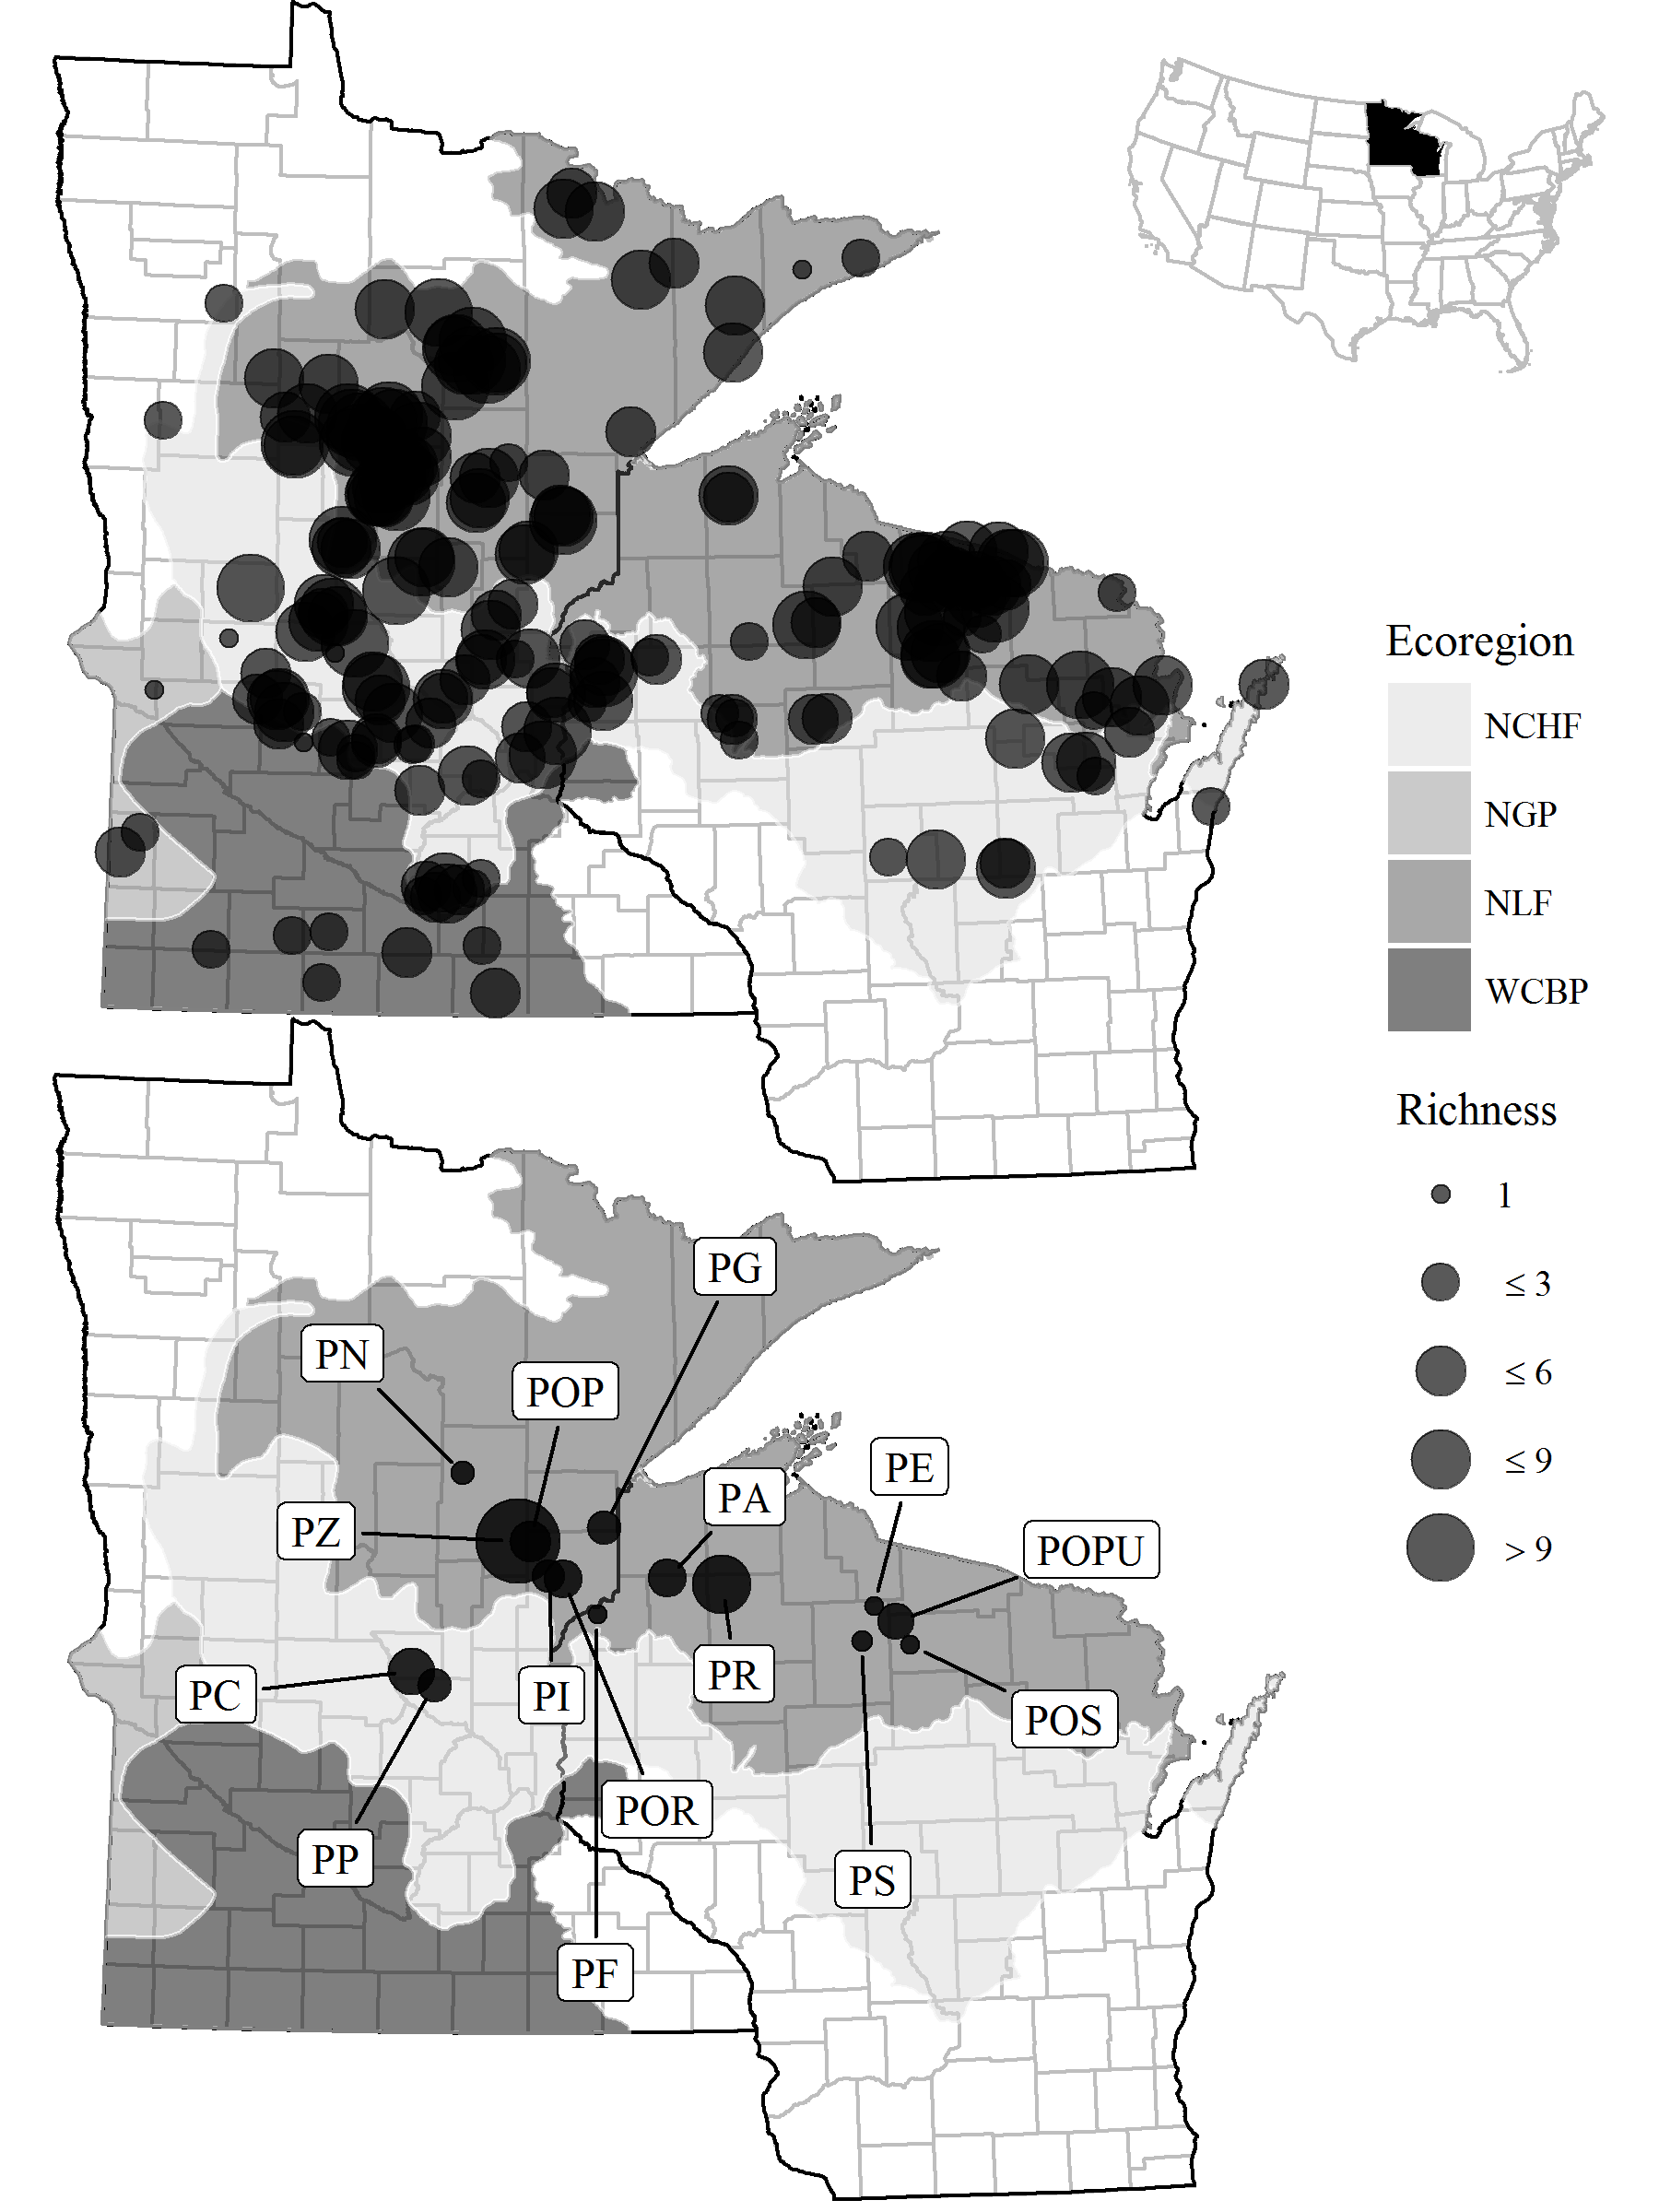 Ecoregion
NCHF
NGP
NLF
WCBP
Richness
1
≤ 3
≤ 6
≤ 9
> 9
PG
PN
POP
PE
PA
PZ
POPU
PR
PC
PI
POS
POR
PP
PS
PF